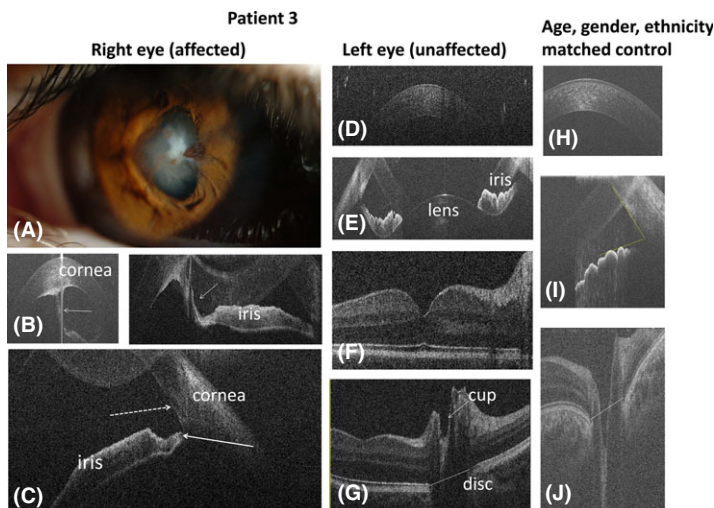 Patient 3
Right eye (affected)
Left eye (unaffected)
Age, gender, ethnicity
matched control
(A)
cornea
(B)
iris
cornea
iris
(C)
(D)
iris
lens
(E)
(F)
cup
disc
(G)
(H)
(I)
(J)